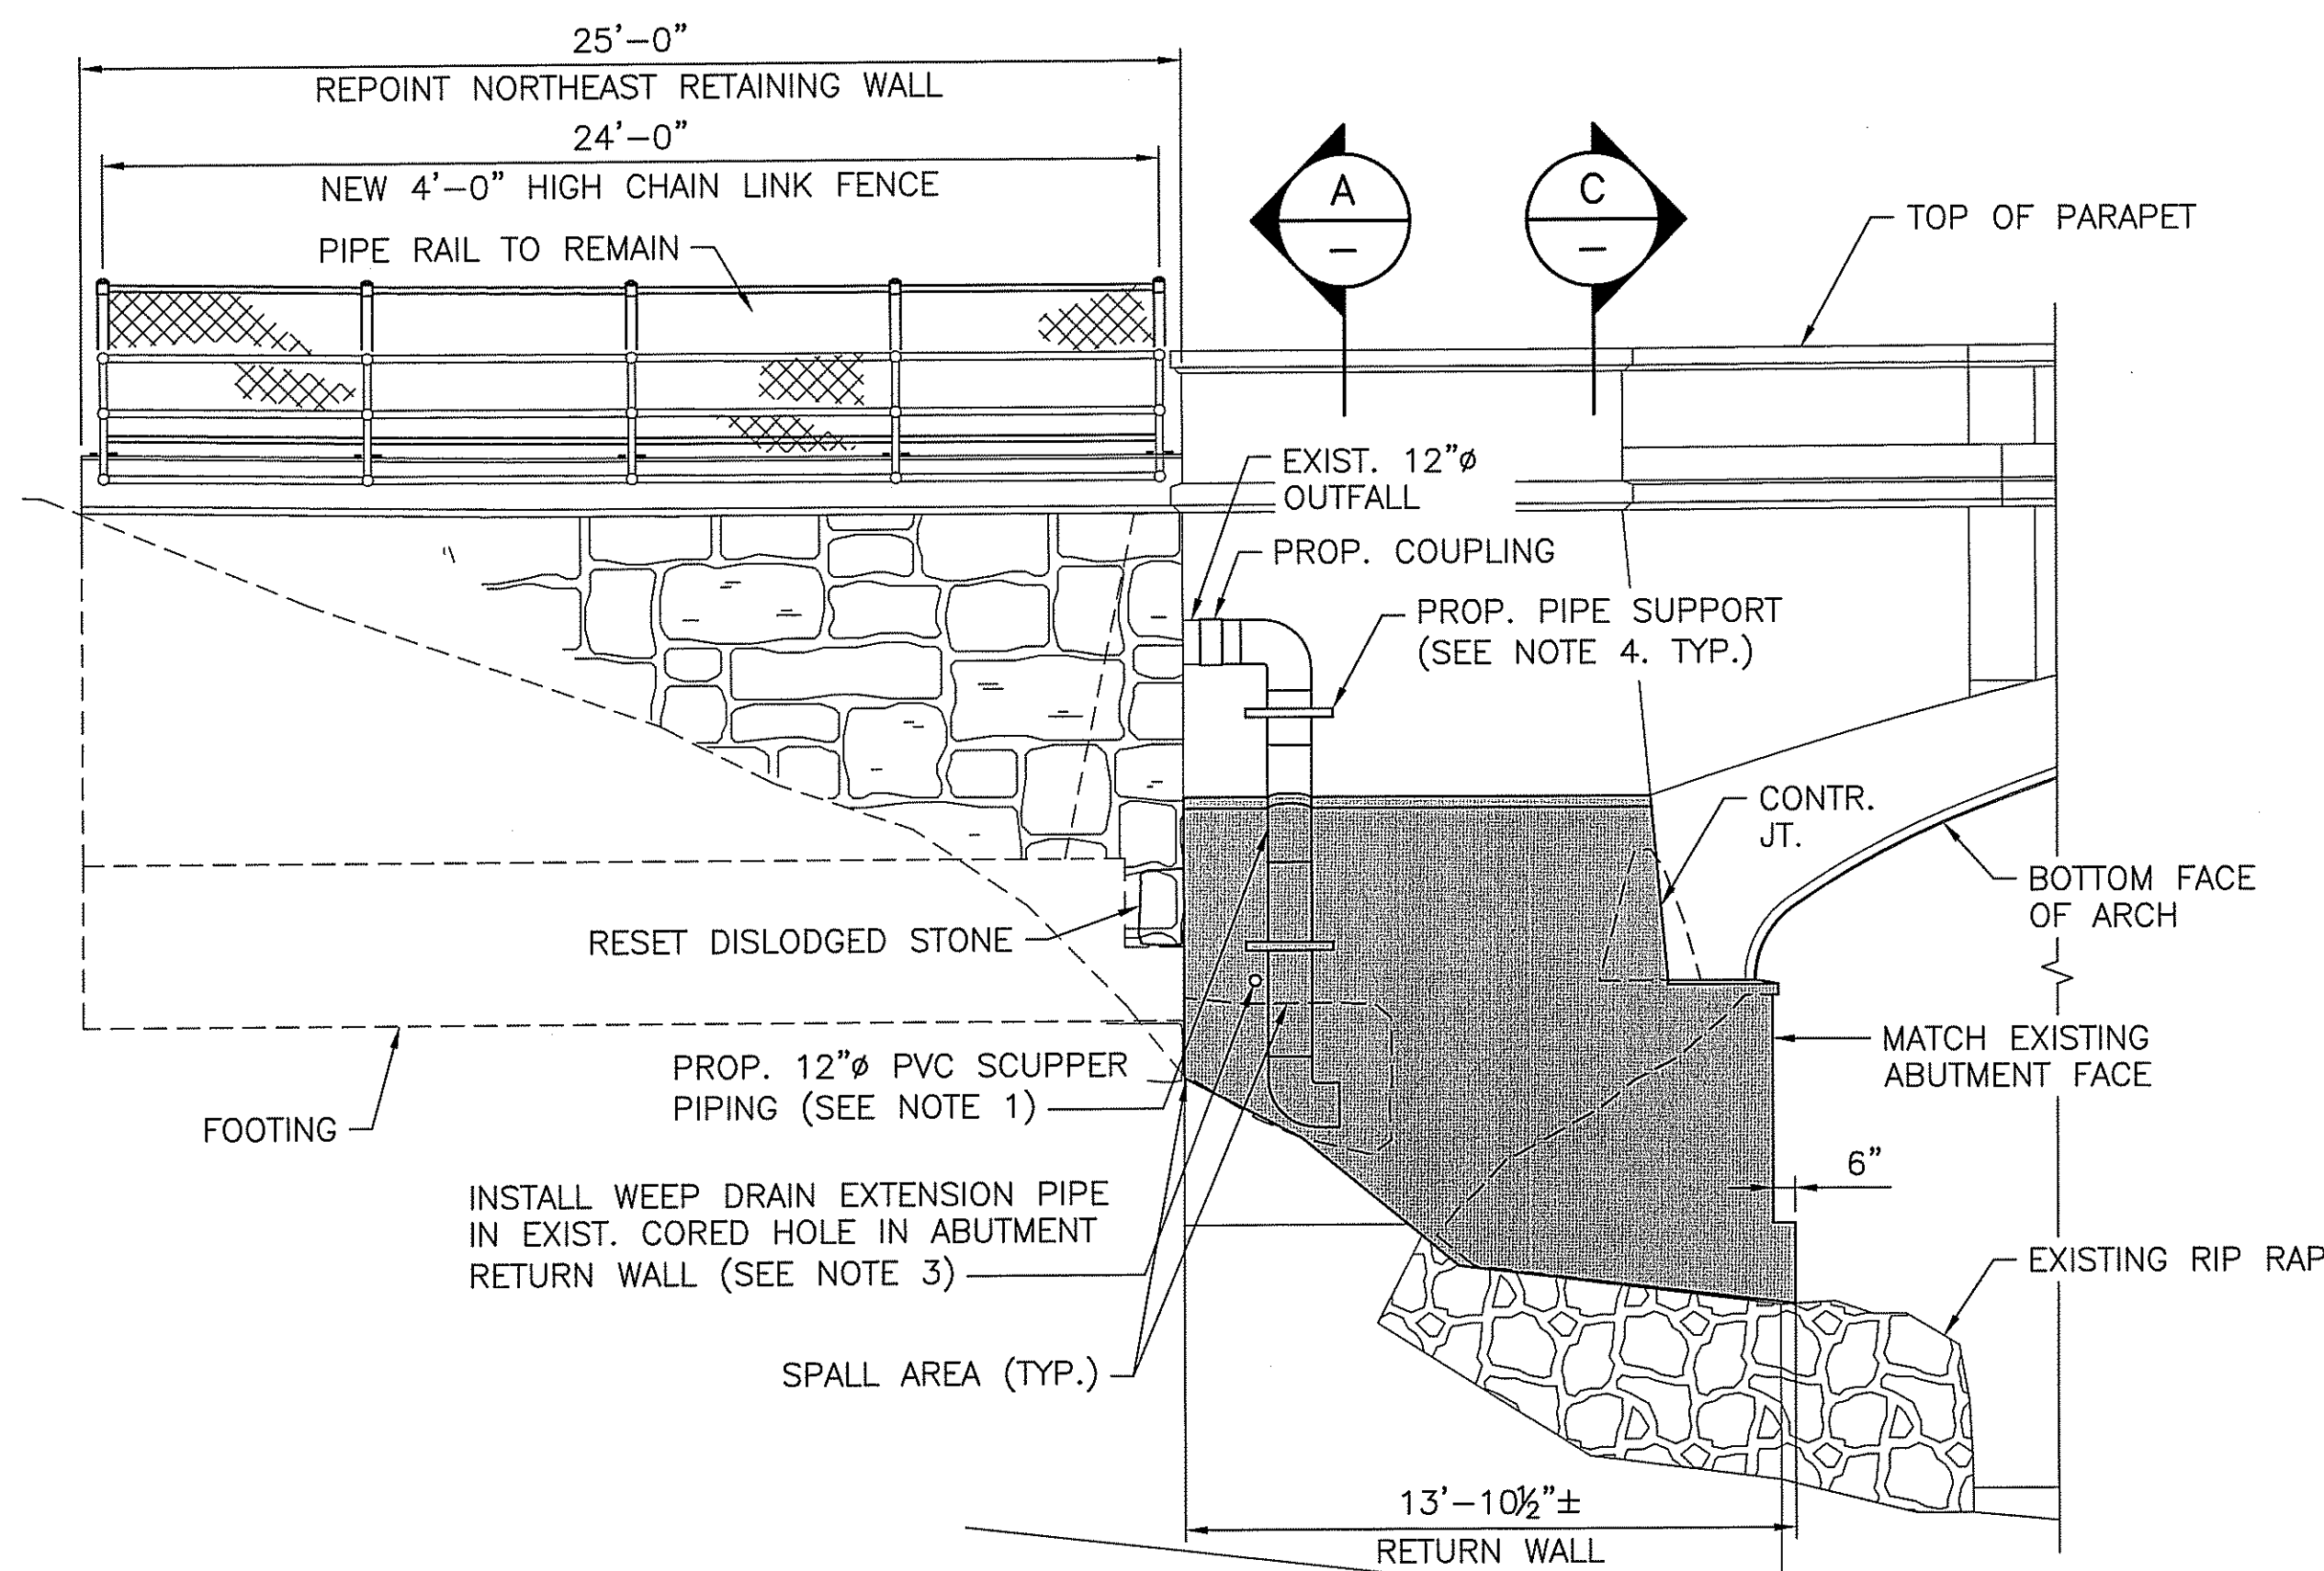 25'-0"
REPOINT NORTHEAST RETAINING WALL
24'-0"
NEW 4'-0" HIGH CHAIN LINK FENCE
PIPE RAIL TO REMAIN
A
–
C
–
TOP OF PARAPET
EXIST. 12"ø
OUTFALL
PROP. COUPLING
PROP. PIPE SUPPORT
(SEE NOTE 4. TYP.)
CONTR.
JT.
BOTTOM FACE
OF ARCH
RESET DISLODGED STONE
MATCH EXISTING
ABUTMENT FACE
PROP. 12"ø PVC SCUPPER
PIPING (SEE NOTE 1)
FOOTING
6"
INSTALL WEEP DRAIN EXTENSION PIPE
IN EXIST. CORED HOLE IN ABUTMENT
RETURN WALL (SEE NOTE 3)
EXISTING RIP RAP
SPALL AREA (TYP.)
13'-10½"±
RETURN WALL